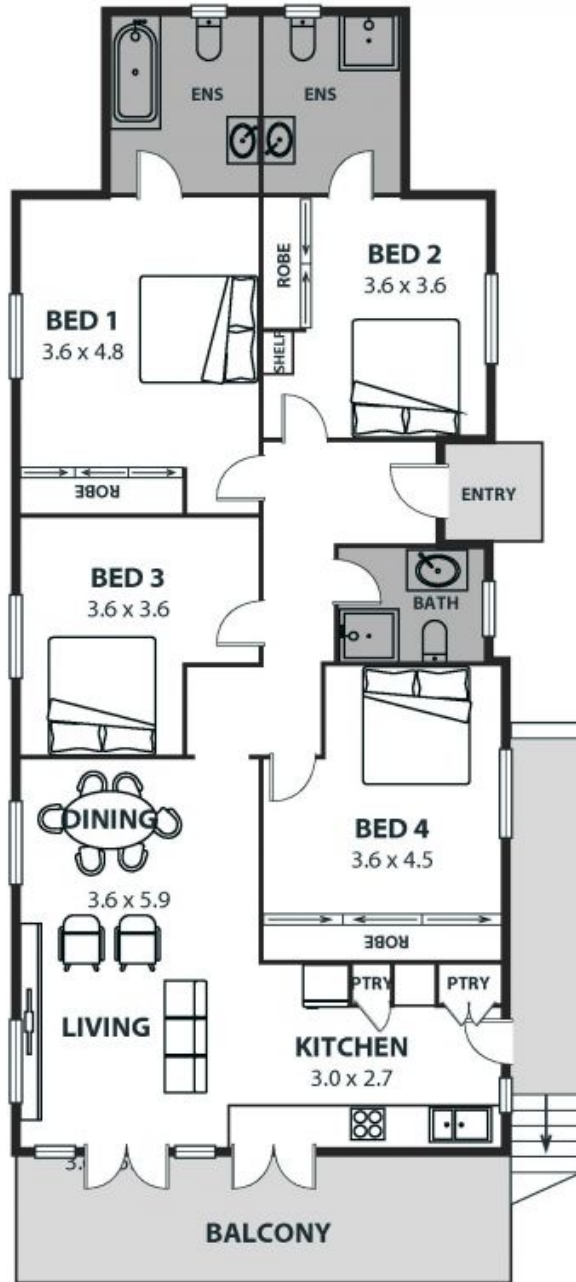 ENS
ENS
BED 1
3.6 x 4.8
ROBE
SHELF
BED 2
3.6 x 3.6
ROBE
ENTRY
BED 3
3.6 x 3.6
BATH
DINING
3.6 x 5.9
BED 4
3.6 x 4.5
ROBE
LIVING
PTRY
PTRY
KITCHEN
3.0 x 2.7
BALCONY